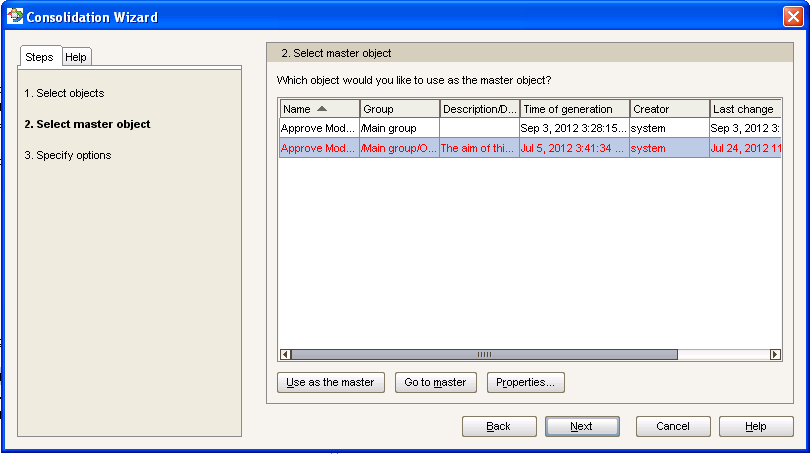 Consolidation Wizard
Steps Help
1. Select objects
2. Select master object
3. Specify options
2. Select master object
Which object would you like to use as the master object?
Name Group Description/D... Time of generation Creator Last change
Approve Mod... /Main group Sep 3, 2012 3:28:15... system Sep 3, 2012 3:
Approve Mod... /Main group/O... The aim of thi... Jul 5, 2012 3:41:34 ... system Jul 24, 2012 11
Use as the master Go to master Properties...
Back Next Cancel Help